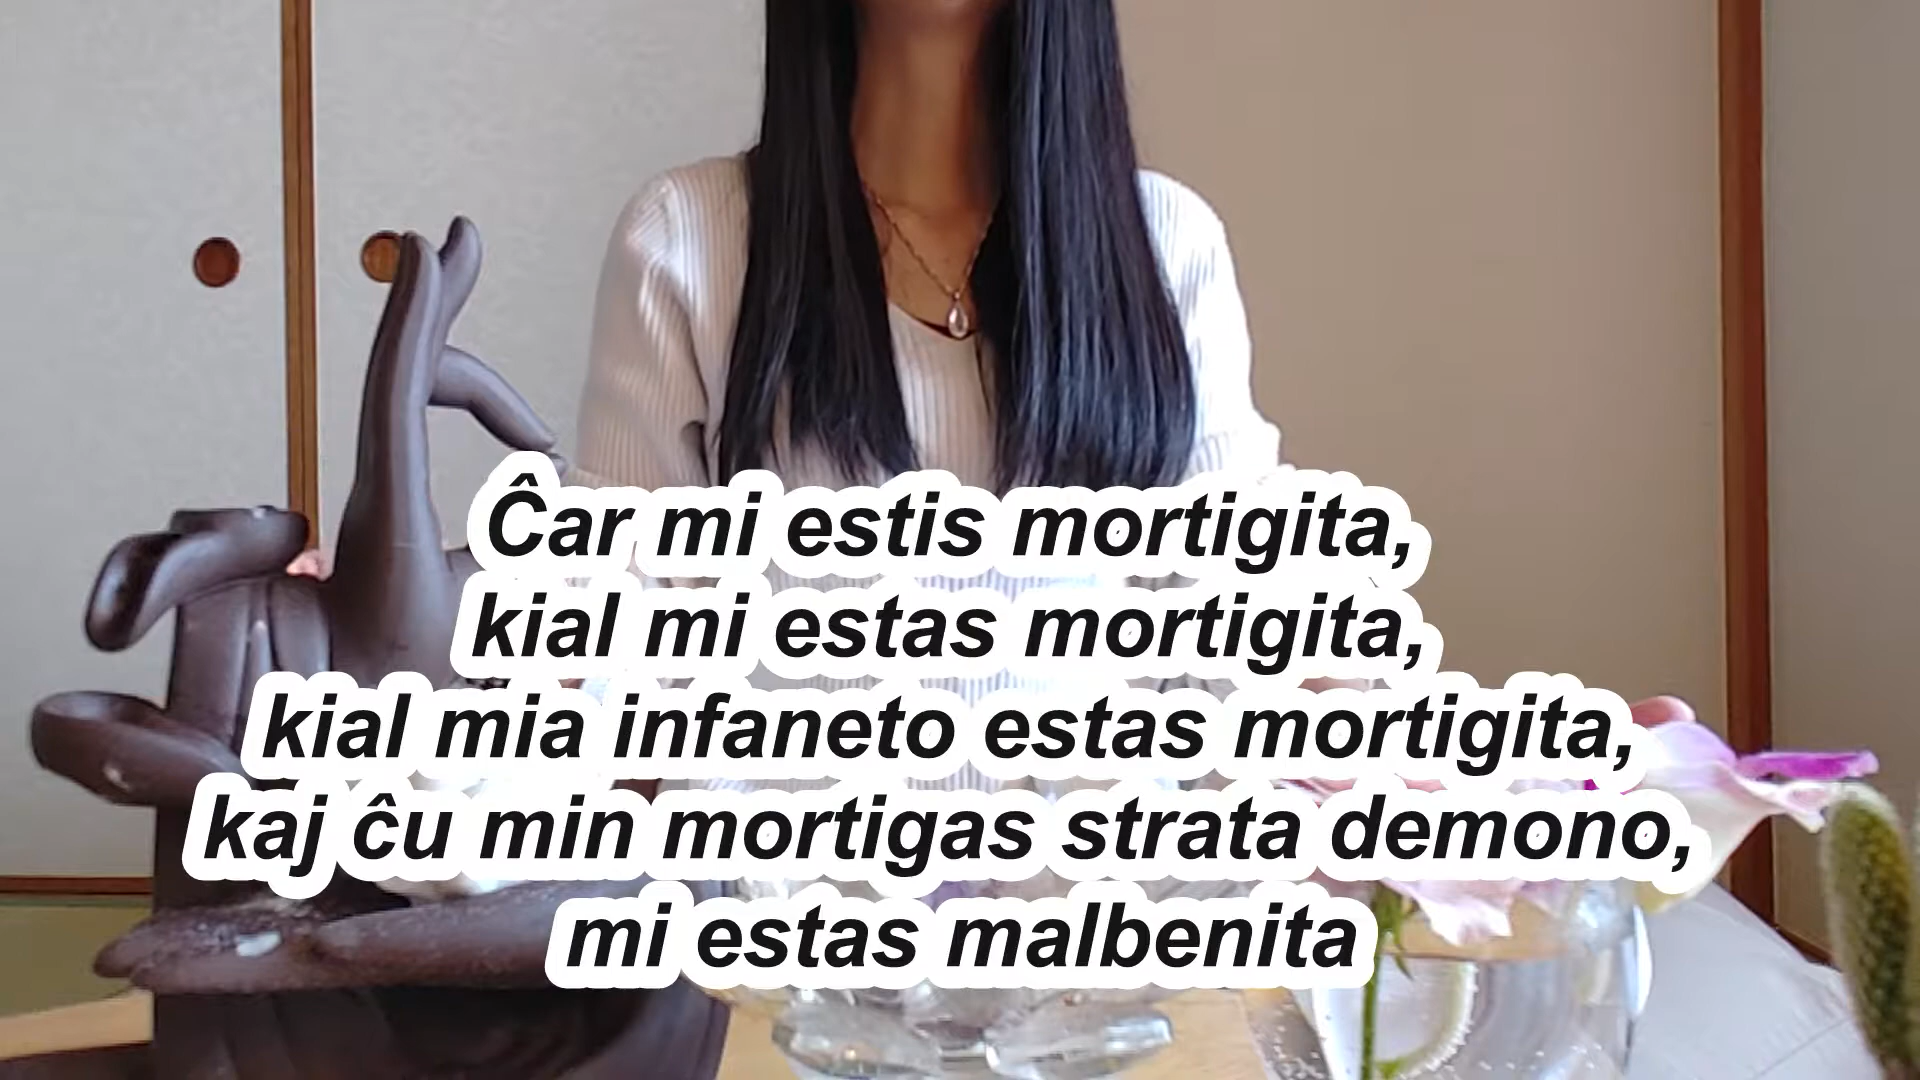 Ĉar mi estis mortigita,
kial mi estas mortigita,
kial mia infaneto estas mortigita,
kaj ĉu min mortigas strata demono,
mi estas malbenita